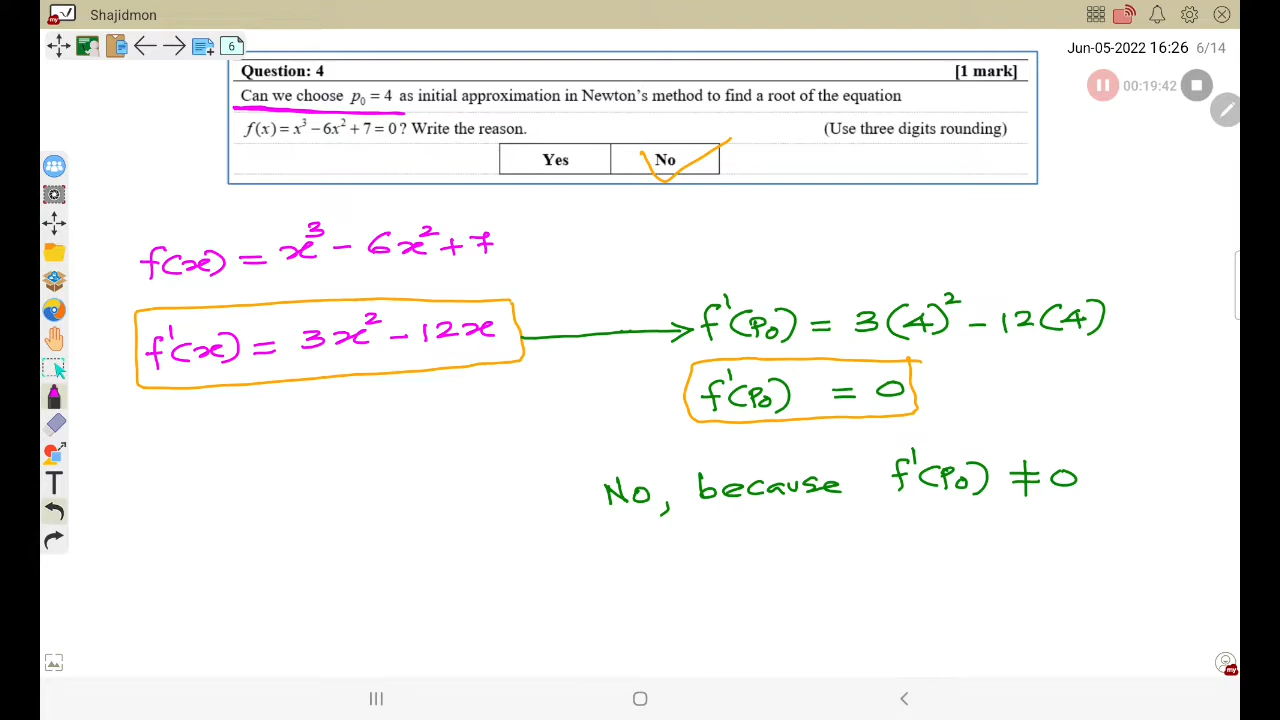 Shajidmon
6
Jun-05-2022 16:26 6/14
Question: 4 [1 mark]
00:19:42
Can we choose p₀ = 4 as initial approximation in Newton's method to find a root of the equation
f(x) = x³ − 6x² + 7 = 0? Write the reason. (Use three digits rounding)
Yes No
f(x) = x³ − 6x² + 7
f'(x) = 3x² − 12x
f'(p₀) = 3(4)² − 12(4)
f'(p₀) = 0
No, because f'(p₀) ≠ 0
T